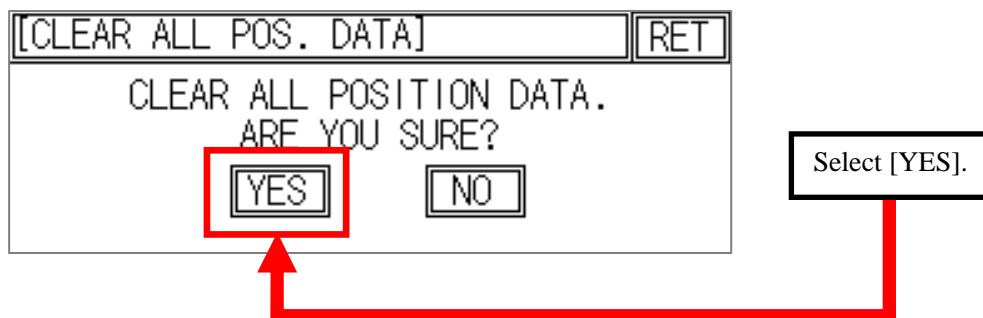 [CLEAR ALL POS. DATA] RET
CLEAR ALL POSITION DATA.
ARE YOU SURE?
YES NO
Select [YES].